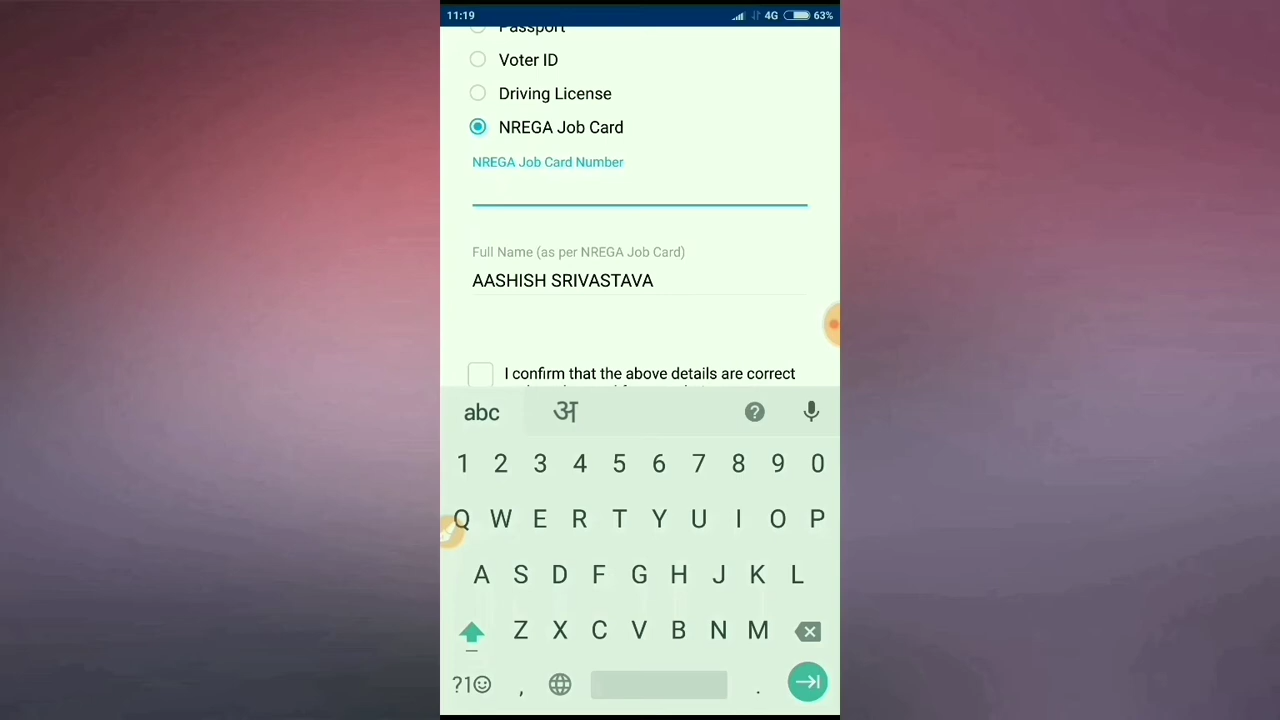 11:19 4G 63%
Passport
Voter ID
Driving License
NREGA Job Card
NREGA Job Card Number
Full Name (as per NREGA Job Card)
AASHISH SRIVASTAVA
I confirm that the above details are correct
abc अ ?
1 2 3 4 5 6 7 8 9 0
Q W E R T Y U I O P
A S D F G H J K L
Z X C V B N M
?1☺ , .